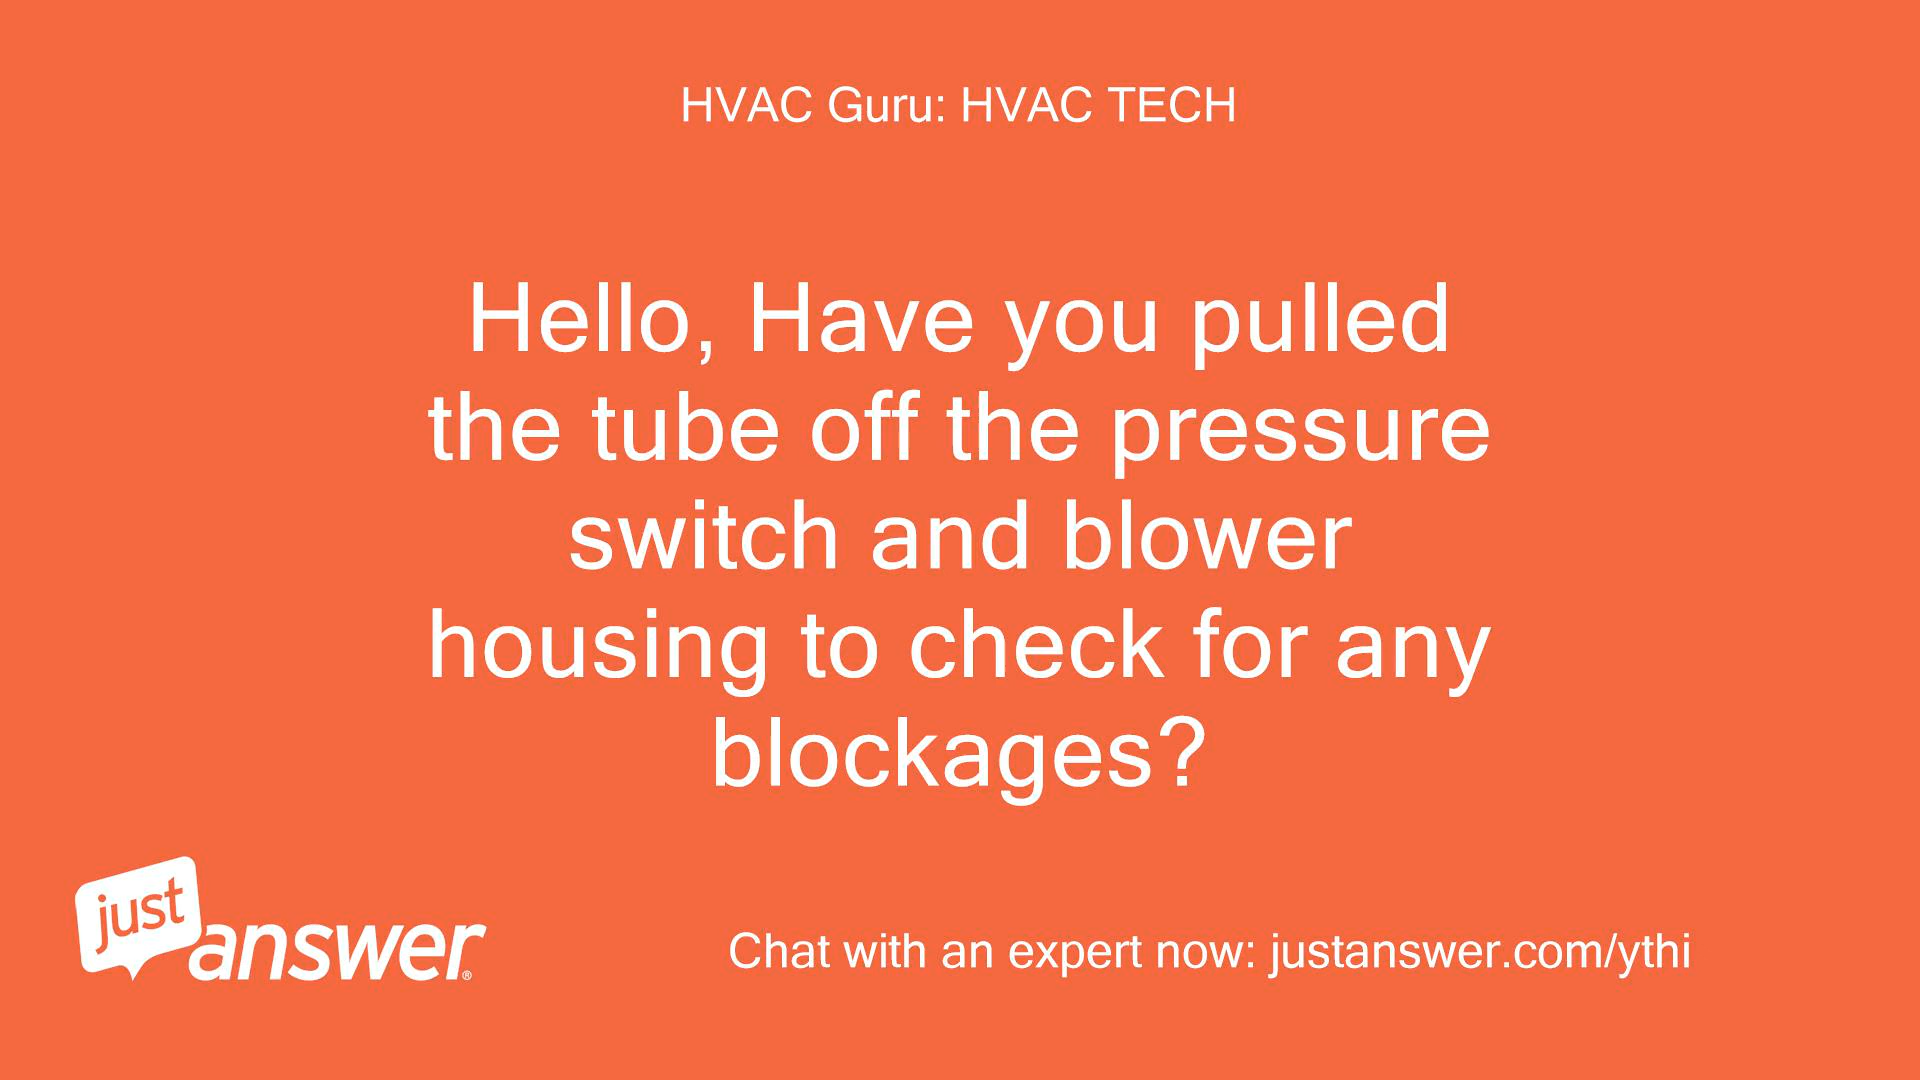 HVAC Guru: HVAC TECH
Hello, Have you pulled
the tube off the pressure
switch and blower
housing to check for any
blockages?
just
answer®
Chat with an expert now: justanswer.com/ythi